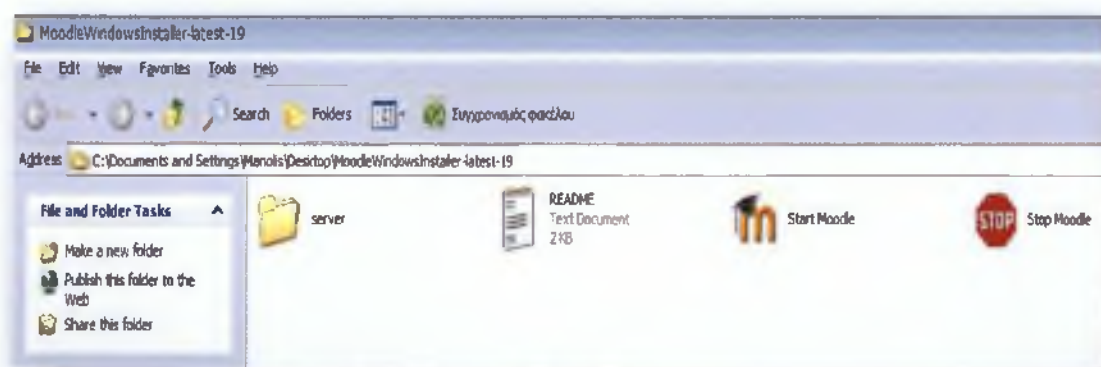 MoodleWindowsInstaller-latest-19
File Edit View Favorites Tools Help
Search Folders Συγχρονισμός φακέλου
Address C:\Documents and Settings\Manolis\Desktop\MoodleWindowsInstaller-latest-19
File and Folder Tasks
Make a new folder
Publish this folder to the
Web
Share this folder
server
README
Text Document
2 KB
Start Moodle
STOP
Stop Moodle